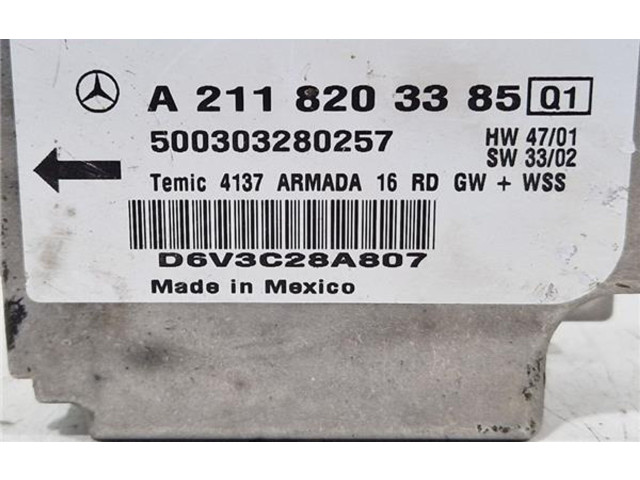 A 211 820 33 85 Q1
500303280257 HW 47/01
SW 33/02
Temic 4137 ARMADA 16 RD GW + WSS
D6V3C28A807
Made in Mexico